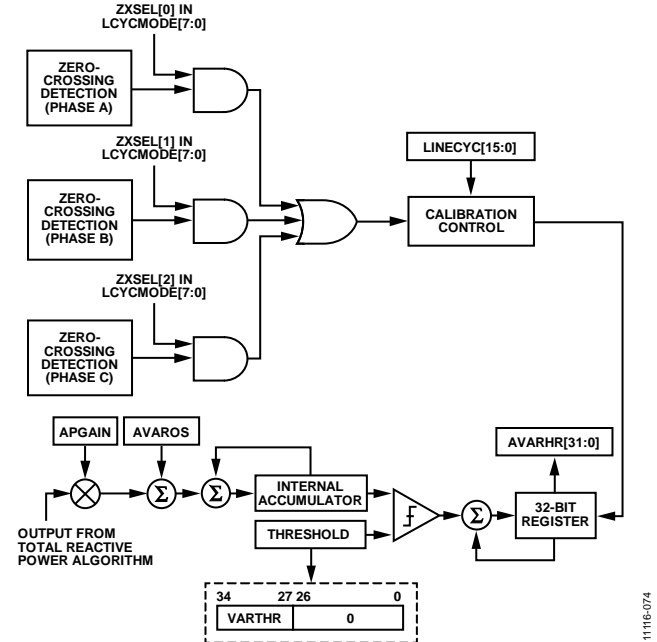 ZXSEL[0] IN
LCYCMODE[7:0]
ZERO-
CROSSING
DETECTION
(PHASE A)
ZXSEL[1] IN
LCYCMODE[7:0]
ZERO-
CROSSING
DETECTION
(PHASE B)
LINECYC[15:0]
CALIBRATION
CONTROL
ZXSEL[2] IN
LCYCMODE[7:0]
ZERO-
CROSSING
DETECTION
(PHASE C)
APGAIN
AVAROS
AVARHR[31:0]
Σ
Σ
INTERNAL
ACCUMULATOR
Σ
32-BIT
REGISTER
OUTPUT FROM
TOTAL REACTIVE
POWER ALGORITHM
THRESHOLD
34 27 26 0
VARTHR 0
11116-074